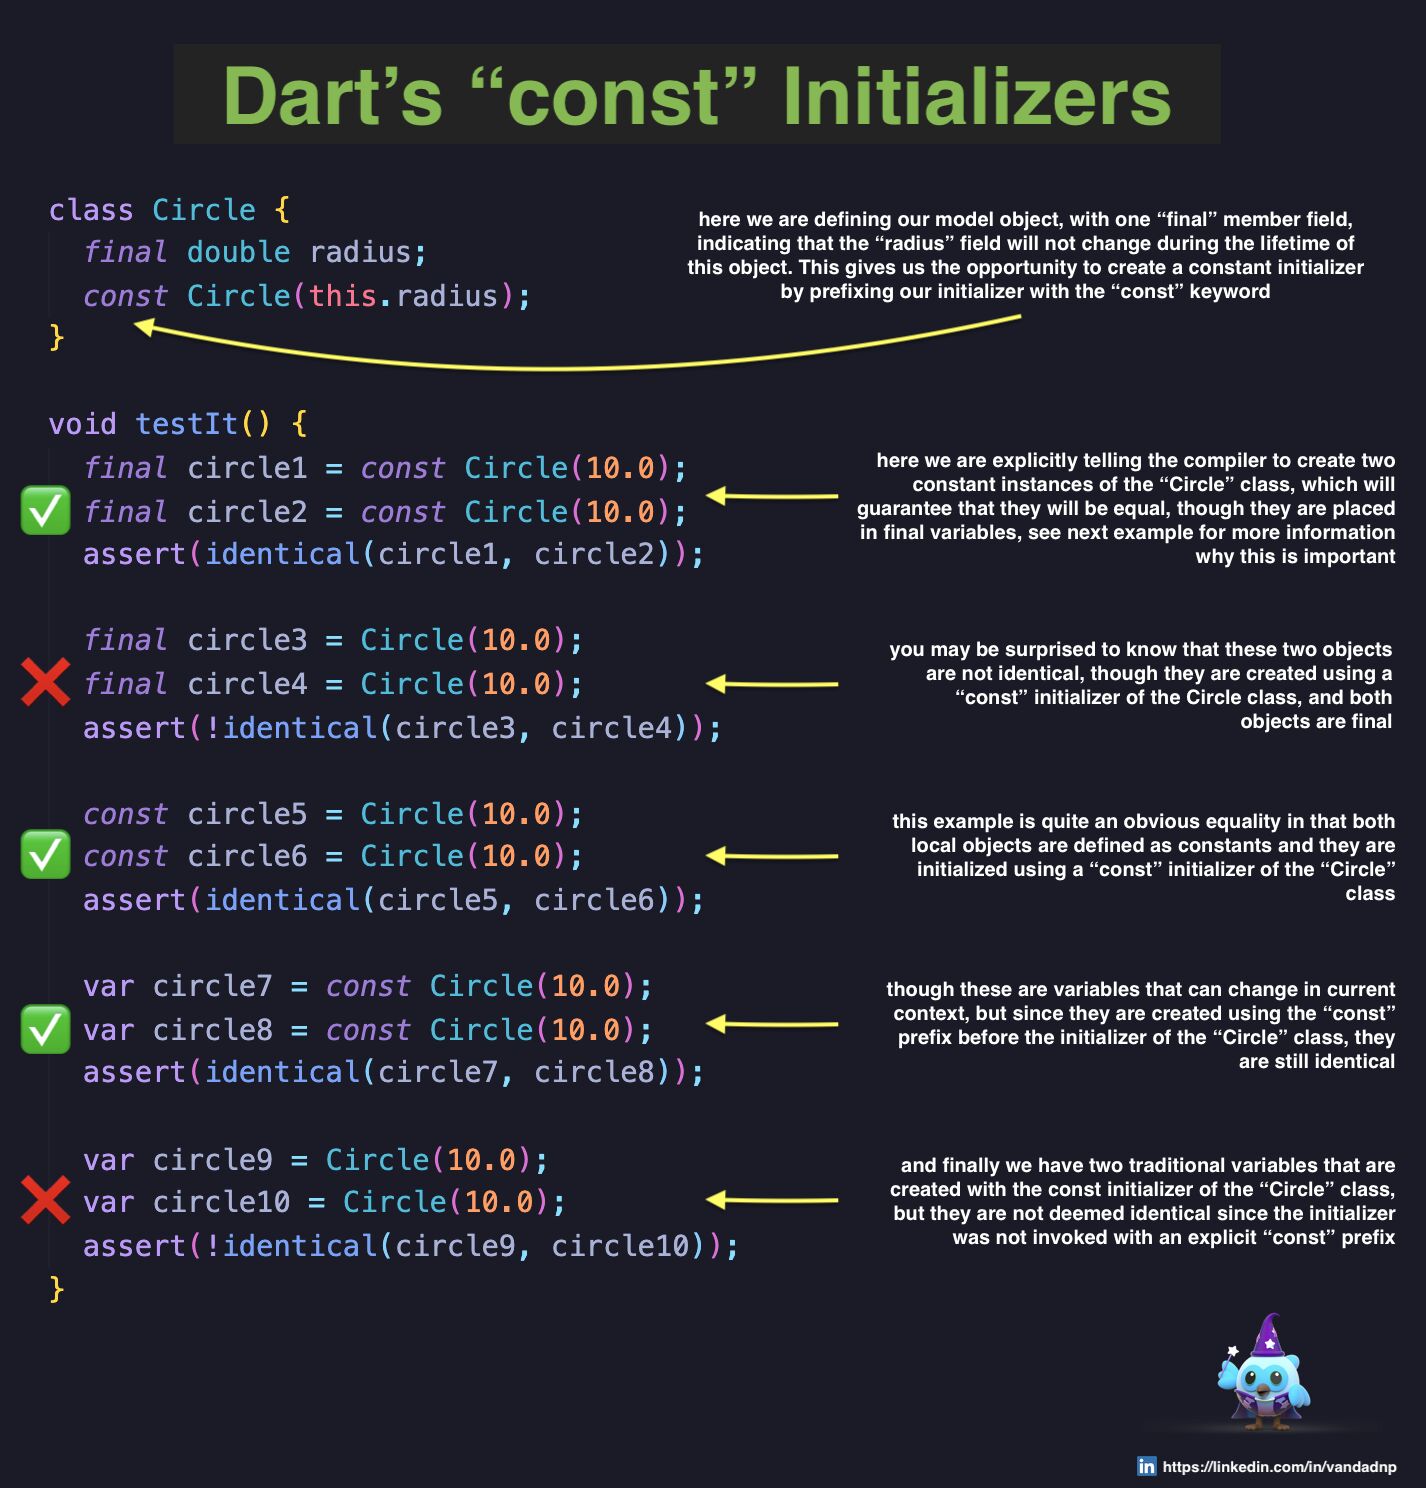 Dart’s “const” Initializers
class Circle {
final double radius;
const Circle(this.radius);
}
here we are defining our model object, with one “final” member field,
indicating that the “radius” field will not change during the lifetime of
this object. This gives us the opportunity to create a constant initializer
by prefixing our initializer with the “const” keyword
void testIt() {
final circle1 = const Circle(10.0);
final circle2 = const Circle(10.0);
assert(identical(circle1, circle2));
here we are explicitly telling the compiler to create two
constant instances of the “Circle” class, which will
guarantee that they will be equal, though they are placed
in final variables, see next example for more information
why this is important
final circle3 = Circle(10.0);
final circle4 = Circle(10.0);
assert(!identical(circle3, circle4));
you may be surprised to know that these two objects
are not identical, though they are created using a
“const” initializer of the Circle class, and both
objects are final
const circle5 = Circle(10.0);
const circle6 = Circle(10.0);
assert(identical(circle5, circle6));
this example is quite an obvious equality in that both
local objects are defined as constants and they are
initialized using a “const” initializer of the “Circle”
class
var circle7 = const Circle(10.0);
var circle8 = const Circle(10.0);
assert(identical(circle7, circle8));
though these are variables that can change in current
context, but since they are created using the “const”
prefix before the initializer of the “Circle” class, they
are still identical
var circle9 = Circle(10.0);
var circle10 = Circle(10.0);
assert(!identical(circle9, circle10));
}
and finally we have two traditional variables that are
created with the const initializer of the “Circle” class,
but they are not deemed identical since the initializer
was not invoked with an explicit “const” prefix
in https://linkedin.com/in/vandadnp